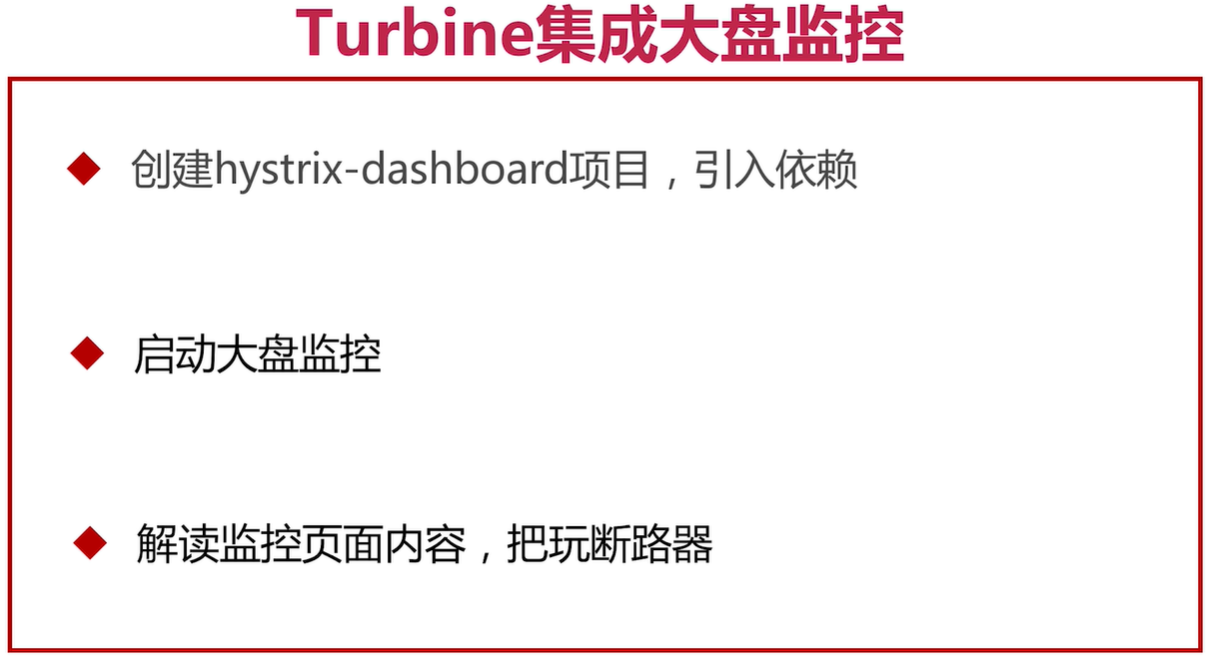 Turbine集成大盘监控
创建hystrix-dashboard项目，引入依赖
启动大盘监控
解读监控页面内容，把玩断路器